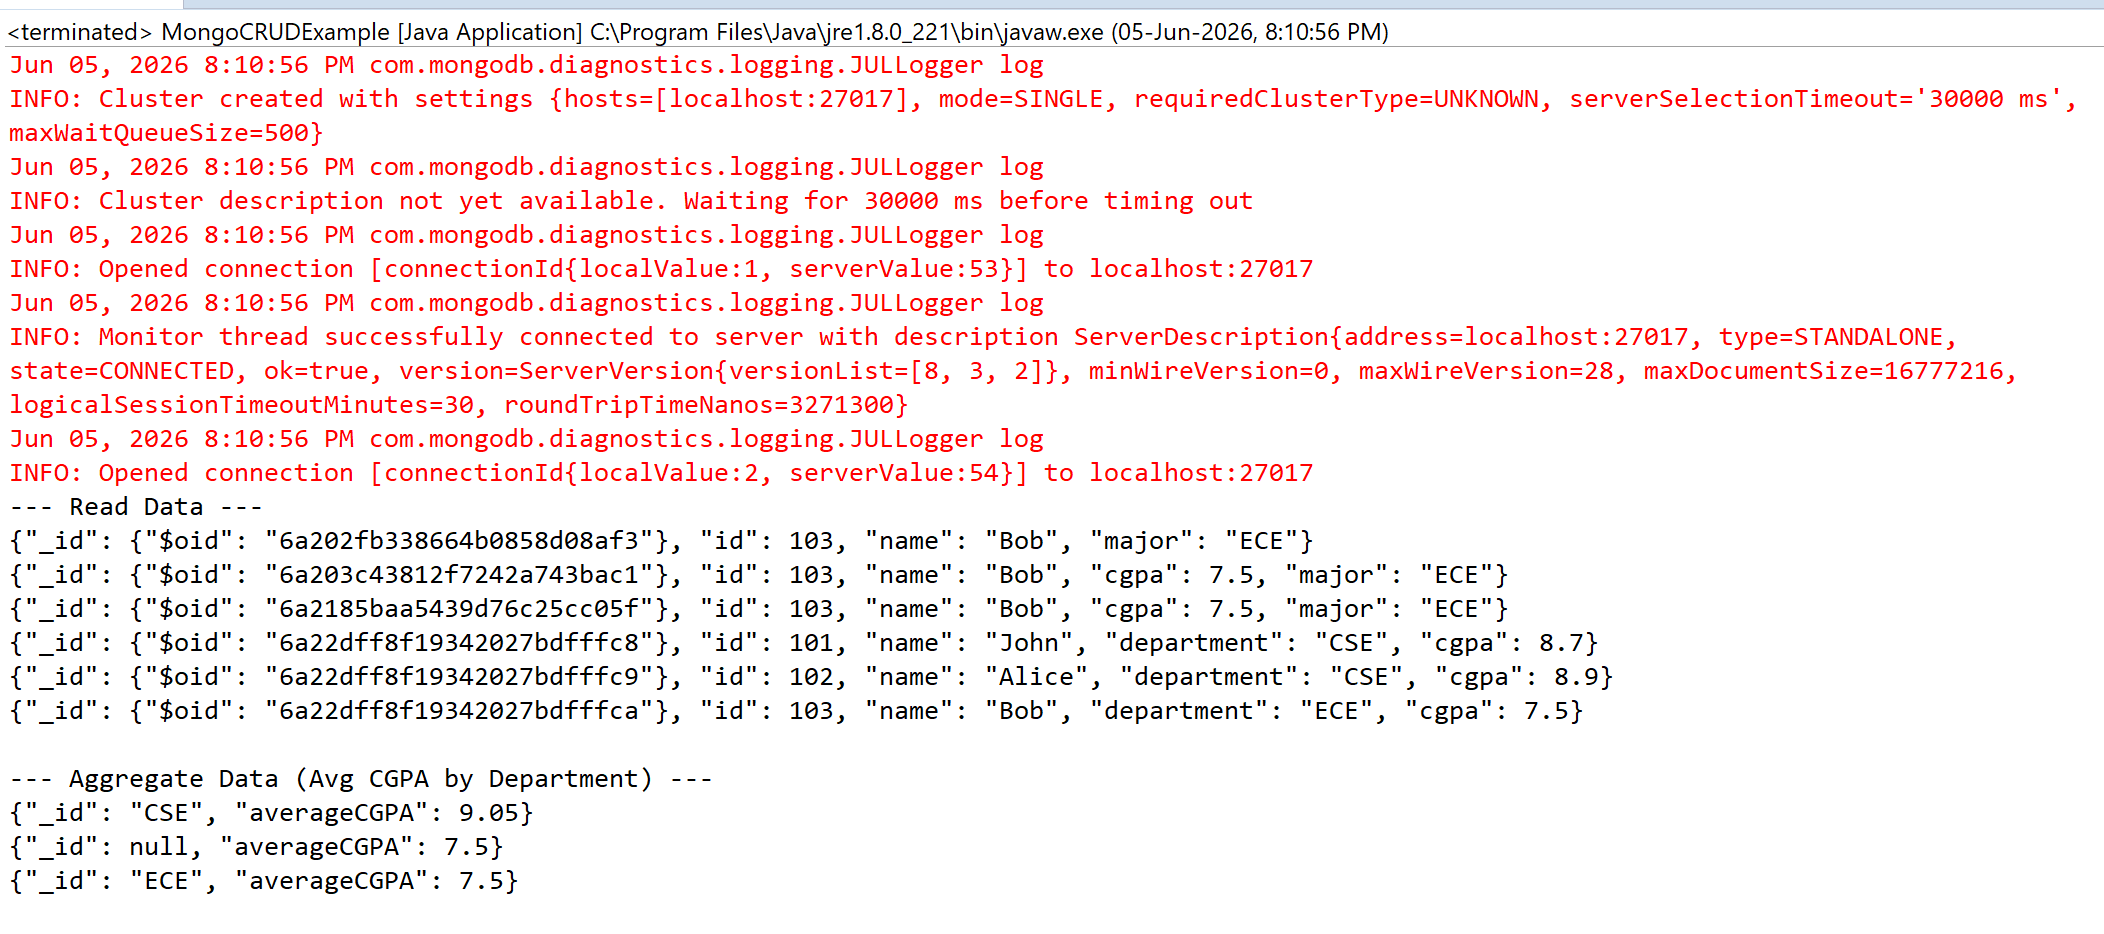 <terminated> MongoCRUDExample [Java Application] C:\Program Files\Java\jre1.8.0_221\bin\javaw.exe (05-Jun-2026, 8:10:56 PM)
Jun 05, 2026 8:10:56 PM com.mongodb.diagnostics.logging.JULLogger log
INFO: Cluster created with settings {hosts=[localhost:27017], mode=SINGLE, requiredClusterType=UNKNOWN, serverSelectionTimeout='30000 ms',
maxWaitQueueSize=500}
Jun 05, 2026 8:10:56 PM com.mongodb.diagnostics.logging.JULLogger log
INFO: Cluster description not yet available. Waiting for 30000 ms before timing out
Jun 05, 2026 8:10:56 PM com.mongodb.diagnostics.logging.JULLogger log
INFO: Opened connection [connectionId{localValue:1, serverValue:53}] to localhost:27017
Jun 05, 2026 8:10:56 PM com.mongodb.diagnostics.logging.JULLogger log
INFO: Monitor thread successfully connected to server with description ServerDescription{address=localhost:27017, type=STANDALONE,
state=CONNECTED, ok=true, version=ServerVersion{versionList=[8, 3, 2]}, minWireVersion=0, maxWireVersion=28, maxDocumentSize=16777216,
logicalSessionTimeoutMinutes=30, roundTripTimeNanos=3271300}
Jun 05, 2026 8:10:56 PM com.mongodb.diagnostics.logging.JULLogger log
INFO: Opened connection [connectionId{localValue:2, serverValue:54}] to localhost:27017
--- Read Data ---
{"_id": {"$oid": "6a202fb338664b0858d08af3"}, "id": 103, "name": "Bob", "major": "ECE"}
{"_id": {"$oid": "6a203c43812f7242a743bac1"}, "id": 103, "name": "Bob", "cgpa": 7.5, "major": "ECE"}
{"_id": {"$oid": "6a2185baa5439d76c25cc05f"}, "id": 103, "name": "Bob", "cgpa": 7.5, "major": "ECE"}
{"_id": {"$oid": "6a22dff8f19342027bdfffc8"}, "id": 101, "name": "John", "department": "CSE", "cgpa": 8.7}
{"_id": {"$oid": "6a22dff8f19342027bdfffc9"}, "id": 102, "name": "Alice", "department": "CSE", "cgpa": 8.9}
{"_id": {"$oid": "6a22dff8f19342027bdfffca"}, "id": 103, "name": "Bob", "department": "ECE", "cgpa": 7.5}
--- Aggregate Data (Avg CGPA by Department) ---
{"_id": "CSE", "averageCGPA": 9.05}
{"_id": null, "averageCGPA": 7.5}
{"_id": "ECE", "averageCGPA": 7.5}